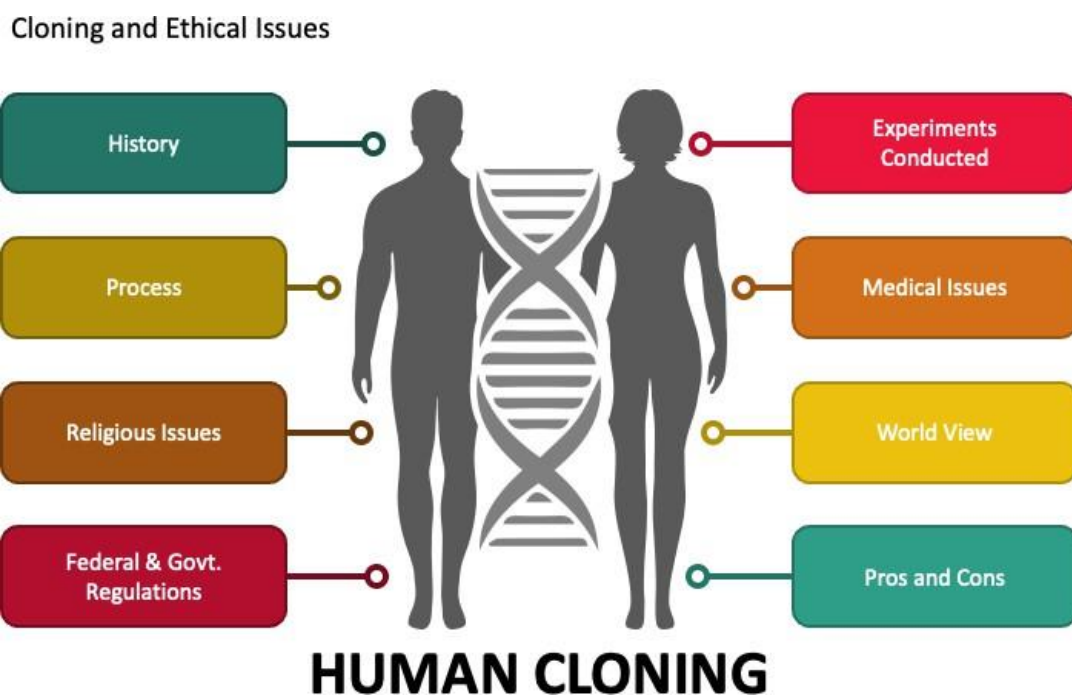 Cloning and Ethical Issues
History
Process
Religious Issues
Federal & Govt.
Regulations
Experiments
Conducted
Medical Issues
World View
Pros and Cons
HUMAN CLONING